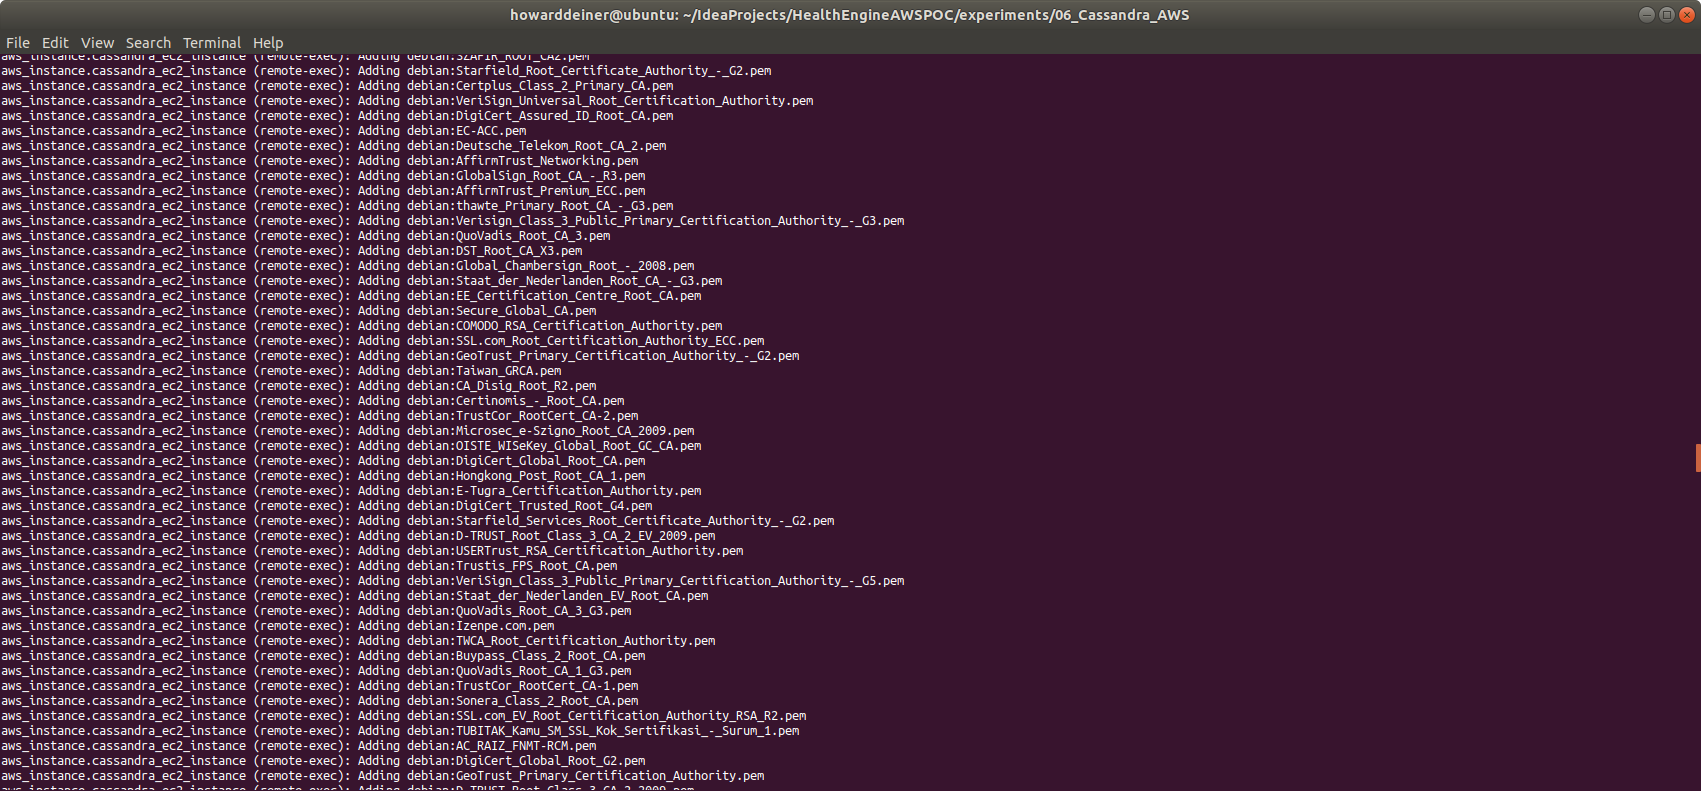 howarddeiner@ubuntu: ~/IdeaProjects/HealthEngineAWSPOC/experiments/06_Cassandra_AWS
File Edit View Search Terminal Help
aws_instance.cassandra_ec2_instance (remote-exec): Adding debian:SZAFIR_ROOT_CA2.pem
aws_instance.cassandra_ec2_instance (remote-exec): Adding debian:Starfield_Root_Certificate_Authority_-_G2.pem
aws_instance.cassandra_ec2_instance (remote-exec): Adding debian:Certplus_Class_2_Primary_CA.pem
aws_instance.cassandra_ec2_instance (remote-exec): Adding debian:VeriSign_Universal_Root_Certification_Authority.pem
aws_instance.cassandra_ec2_instance (remote-exec): Adding debian:DigiCert_Assured_ID_Root_CA.pem
aws_instance.cassandra_ec2_instance (remote-exec): Adding debian:EC-ACC.pem
aws_instance.cassandra_ec2_instance (remote-exec): Adding debian:Deutsche_Telekom_Root_CA_2.pem
aws_instance.cassandra_ec2_instance (remote-exec): Adding debian:AffirmTrust_Networking.pem
aws_instance.cassandra_ec2_instance (remote-exec): Adding debian:GlobalSign_Root_CA_-_R3.pem
aws_instance.cassandra_ec2_instance (remote-exec): Adding debian:AffirmTrust_Premium_ECC.pem
aws_instance.cassandra_ec2_instance (remote-exec): Adding debian:thawte_Primary_Root_CA_-_G3.pem
aws_instance.cassandra_ec2_instance (remote-exec): Adding debian:Verisign_Class_3_Public_Primary_Certification_Authority_-_G3.pem
aws_instance.cassandra_ec2_instance (remote-exec): Adding debian:QuoVadis_Root_CA_3.pem
aws_instance.cassandra_ec2_instance (remote-exec): Adding debian:DST_Root_CA_X3.pem
aws_instance.cassandra_ec2_instance (remote-exec): Adding debian:Global_Chambersign_Root_-_2008.pem
aws_instance.cassandra_ec2_instance (remote-exec): Adding debian:Staat_der_Nederlanden_Root_CA_-_G3.pem
aws_instance.cassandra_ec2_instance (remote-exec): Adding debian:EE_Certification_Centre_Root_CA.pem
aws_instance.cassandra_ec2_instance (remote-exec): Adding debian:Secure_Global_CA.pem
aws_instance.cassandra_ec2_instance (remote-exec): Adding debian:COMODO_RSA_Certification_Authority.pem
aws_instance.cassandra_ec2_instance (remote-exec): Adding debian:SSL.com_Root_Certification_Authority_ECC.pem
aws_instance.cassandra_ec2_instance (remote-exec): Adding debian:GeoTrust_Primary_Certification_Authority_-_G2.pem
aws_instance.cassandra_ec2_instance (remote-exec): Adding debian:Taiwan_GRCA.pem
aws_instance.cassandra_ec2_instance (remote-exec): Adding debian:CA_Disig_Root_R2.pem
aws_instance.cassandra_ec2_instance (remote-exec): Adding debian:Certinomis_-_Root_CA.pem
aws_instance.cassandra_ec2_instance (remote-exec): Adding debian:TrustCor_RootCert_CA-2.pem
aws_instance.cassandra_ec2_instance (remote-exec): Adding debian:Microsec_e-Szigno_Root_CA_2009.pem
aws_instance.cassandra_ec2_instance (remote-exec): Adding debian:OISTE_WISeKey_Global_Root_GC_CA.pem
aws_instance.cassandra_ec2_instance (remote-exec): Adding debian:DigiCert_Global_Root_CA.pem
aws_instance.cassandra_ec2_instance (remote-exec): Adding debian:Hongkong_Post_Root_CA_1.pem
aws_instance.cassandra_ec2_instance (remote-exec): Adding debian:E-Tugra_Certification_Authority.pem
aws_instance.cassandra_ec2_instance (remote-exec): Adding debian:DigiCert_Trusted_Root_G4.pem
aws_instance.cassandra_ec2_instance (remote-exec): Adding debian:Starfield_Services_Root_Certificate_Authority_-_G2.pem
aws_instance.cassandra_ec2_instance (remote-exec): Adding debian:D-TRUST_Root_Class_3_CA_2_EV_2009.pem
aws_instance.cassandra_ec2_instance (remote-exec): Adding debian:USERTrust_RSA_Certification_Authority.pem
aws_instance.cassandra_ec2_instance (remote-exec): Adding debian:Trustis_FPS_Root_CA.pem
aws_instance.cassandra_ec2_instance (remote-exec): Adding debian:VeriSign_Class_3_Public_Primary_Certification_Authority_-_G5.pem
aws_instance.cassandra_ec2_instance (remote-exec): Adding debian:Staat_der_Nederlanden_EV_Root_CA.pem
aws_instance.cassandra_ec2_instance (remote-exec): Adding debian:QuoVadis_Root_CA_3_G3.pem
aws_instance.cassandra_ec2_instance (remote-exec): Adding debian:Izenpe.com.pem
aws_instance.cassandra_ec2_instance (remote-exec): Adding debian:TWCA_Root_Certification_Authority.pem
aws_instance.cassandra_ec2_instance (remote-exec): Adding debian:Buypass_Class_2_Root_CA.pem
aws_instance.cassandra_ec2_instance (remote-exec): Adding debian:QuoVadis_Root_CA_1_G3.pem
aws_instance.cassandra_ec2_instance (remote-exec): Adding debian:TrustCor_RootCert_CA-1.pem
aws_instance.cassandra_ec2_instance (remote-exec): Adding debian:Sonera_Class_2_Root_CA.pem
aws_instance.cassandra_ec2_instance (remote-exec): Adding debian:SSL.com_EV_Root_Certification_Authority_RSA_R2.pem
aws_instance.cassandra_ec2_instance (remote-exec): Adding debian:TUBITAK_Kamu_SM_SSL_Kok_Sertifikasi_-_Surum_1.pem
aws_instance.cassandra_ec2_instance (remote-exec): Adding debian:AC_RAIZ_FNMT-RCM.pem
aws_instance.cassandra_ec2_instance (remote-exec): Adding debian:DigiCert_Global_Root_G2.pem
aws_instance.cassandra_ec2_instance (remote-exec): Adding debian:GeoTrust_Primary_Certification_Authority.pem
aws_instance.cassandra_ec2_instance (remote-exec): Adding debian:D-TRUST_Root_Class_3_CA_2_2009.pem